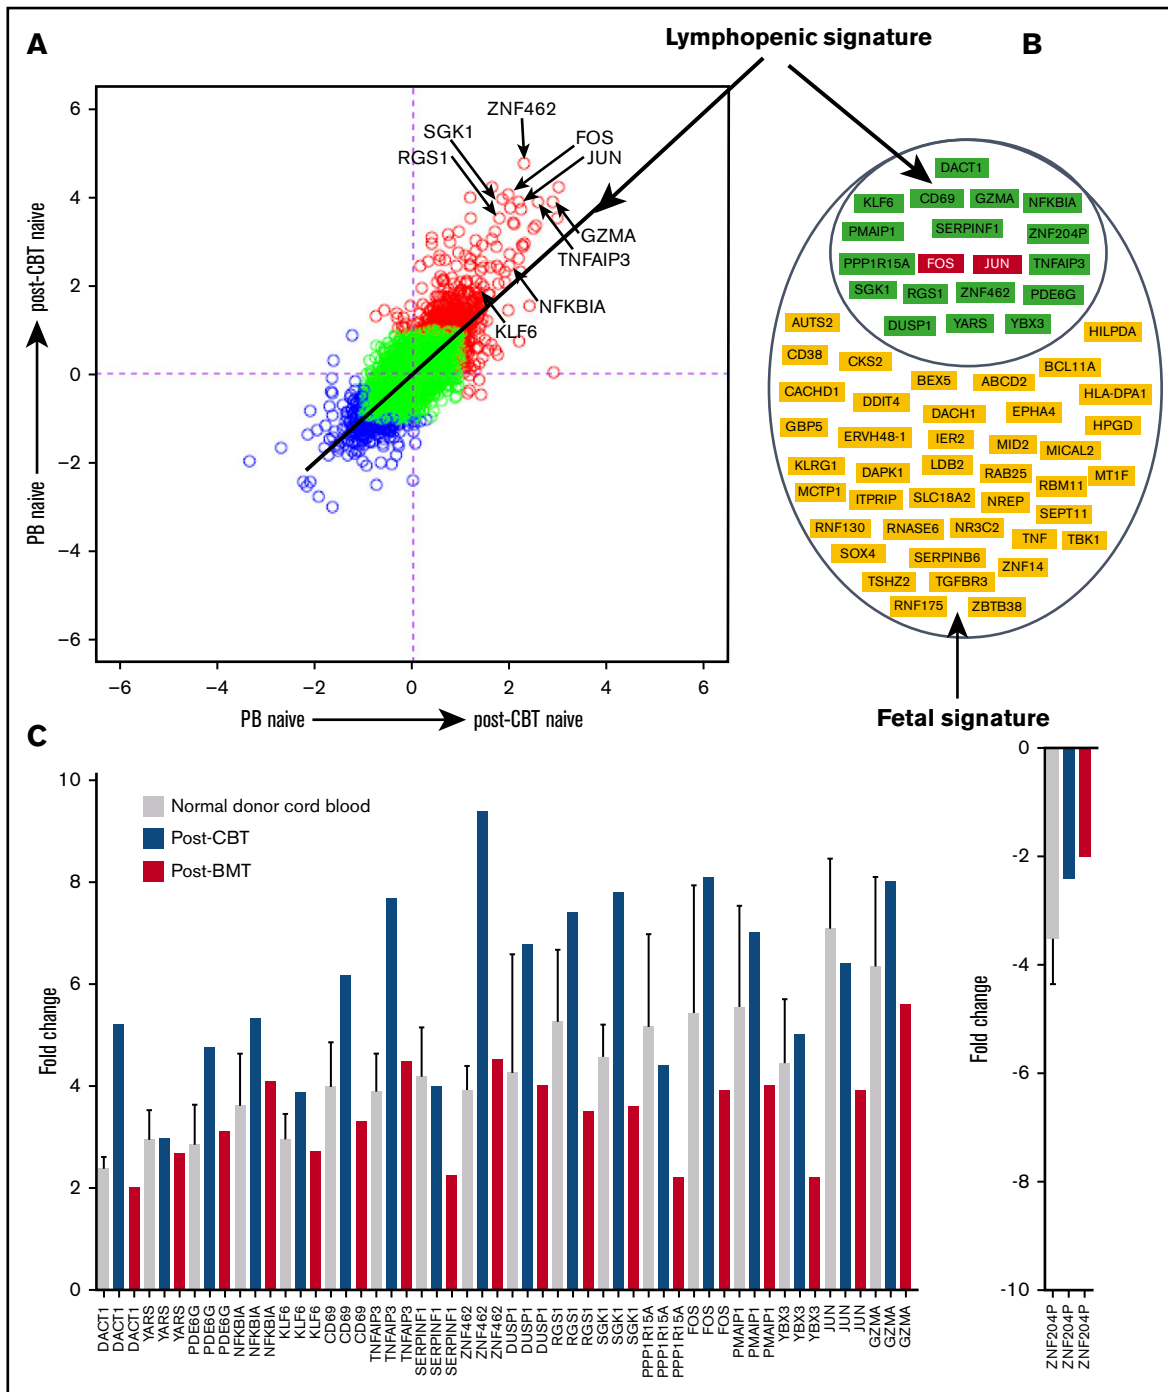 A
Lymphopenic signature
B
6
4
2
0
−2
−4
−6
−6
−4
−2
0
2
4
6
PB naive
post-CBT naive
PB naive
post-CBT naive
ZNF462
SGK1
FOS
RGS1
JUN
GZMA
TNFAIP3
NFKBIA
KLF6
DACT1
KLF6
CD69
GZMA
NFKBIA
PMAIP1
SERPINF1
ZNF204P
PPP1R15A
FOS
JUN
TNFAIP3
SGK1
RGS1
ZNF462
PDE6G
DUSP1
YARS
YBX3
AUTS2
HILPDA
CD38
CKS2
BCL11A
BEX5
ABCD2
CACHD1
DDIT4
HLA-DPA1
DACH1
EPHA4
GBP5
HPGD
ERVH48-1
IER2
MID2
MICAL2
KLRG1
DAPK1
LDB2
RAB25
MT1F
MCTP1
ITPRIP
SLC18A2
NREP
RBM11
SEPT11
RNF130
RNASE6
NR3C2
TNF
TBK1
SOX4
SERPINB6
ZNF14
TSHZ2
TGFBR3
RNF175
ZBTB38
Fetal signature
C
Fold change
10
8
6
4
2
0
Normal donor cord blood
Post-CBT
Post-BMT
DACT1
DACT1
DACT1
YARS
YARS
YARS
PDE6G
PDE6G
PDE6G
NFKBIA
NFKBIA
NFKBIA
KLF6
KLF6
KLF6
CD69
CD69
CD69
TNFAIP3
TNFAIP3
TNFAIP3
SERPINF1
SERPINF1
SERPINF1
ZNF462
ZNF462
ZNF462
DUSP1
DUSP1
DUSP1
RGS1
RGS1
RGS1
SGK1
SGK1
SGK1
PPP1R15A
PPP1R15A
PPP1R15A
FOS
FOS
FOS
PMAIP1
PMAIP1
PMAIP1
YBX3
YBX3
YBX3
JUN
JUN
JUN
GZMA
GZMA
GZMA
Fold change
0
-2
-4
-6
-8
-10
ZNF204P
ZNF204P
ZNF204P